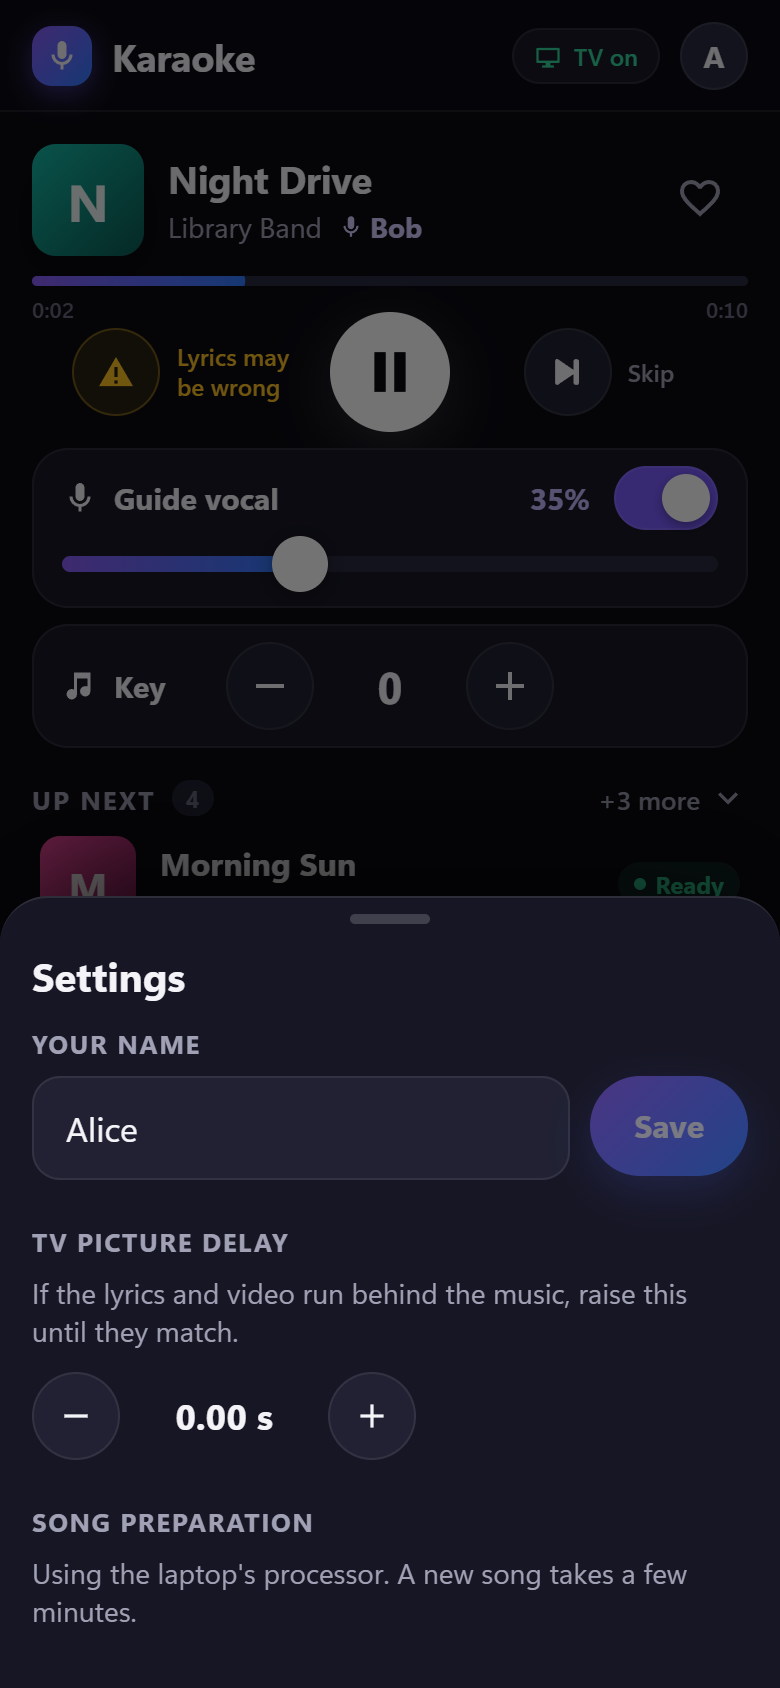 Karaoke
TV on
A
N
Night Drive
Library Band Bob
0:02
0:10
Lyrics may
be wrong
Skip
Guide vocal
35%
Key
0
UP NEXT 4
+3 more
M
Morning Sun
Ready
Settings
YOUR NAME
Alice
Save
TV PICTURE DELAY
If the lyrics and video run behind the music, raise this
until they match.
0.00 s
SONG PREPARATION
Using the laptop's processor. A new song takes a few
minutes.